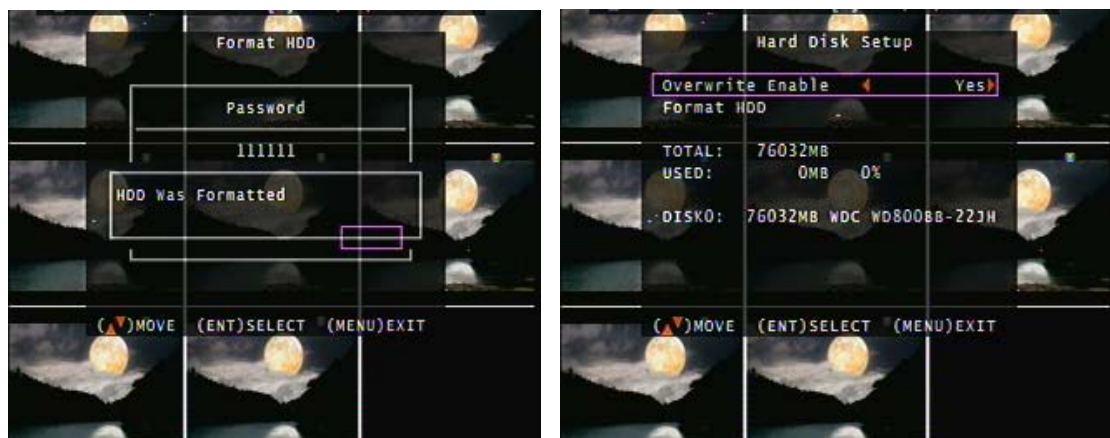 Format HDD
Password
111111
HDD Was Formatted
(▲▼)MOVE (ENT)SELECT (MENU)EXIT
Hard Disk Setup
Overwrite Enable ◀ Yes▶
Format HDD
TOTAL: 76032MB
USED: 0MB 0%
DISK0: 76032MB WDC WD800BB-22JH
(▲▼)MOVE (ENT)SELECT (MENU)EXIT